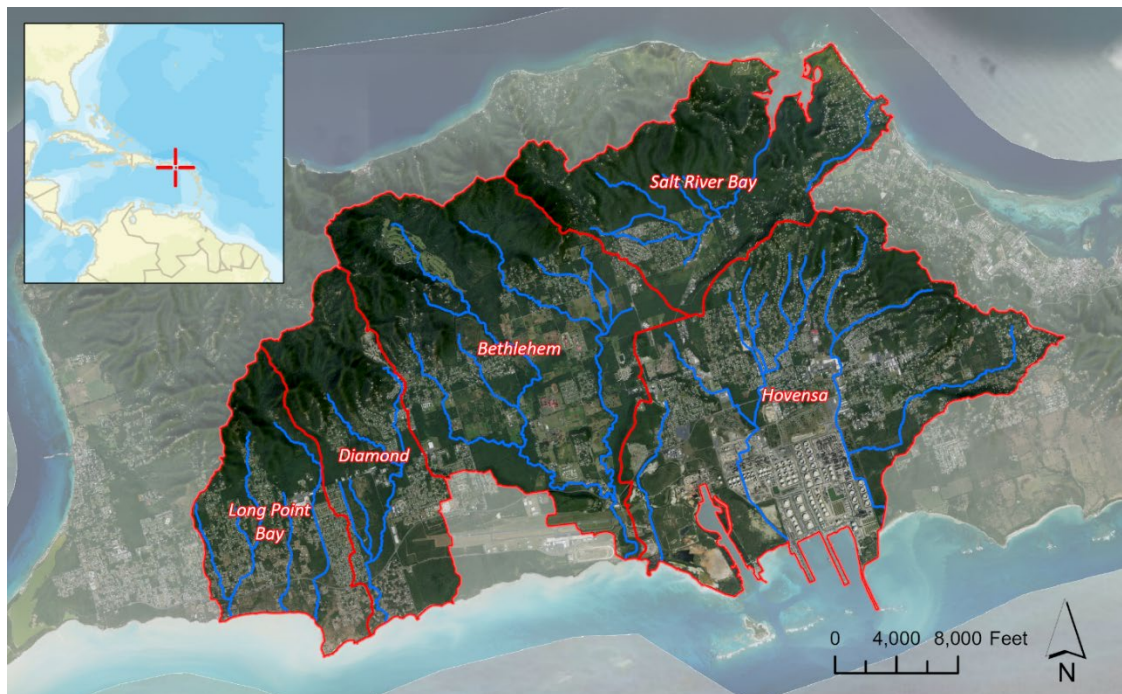 Salt River Bay
Bethlehem
Hovensa
Diamond
Long Point
Bay
0 4,000 8,000 Feet
N